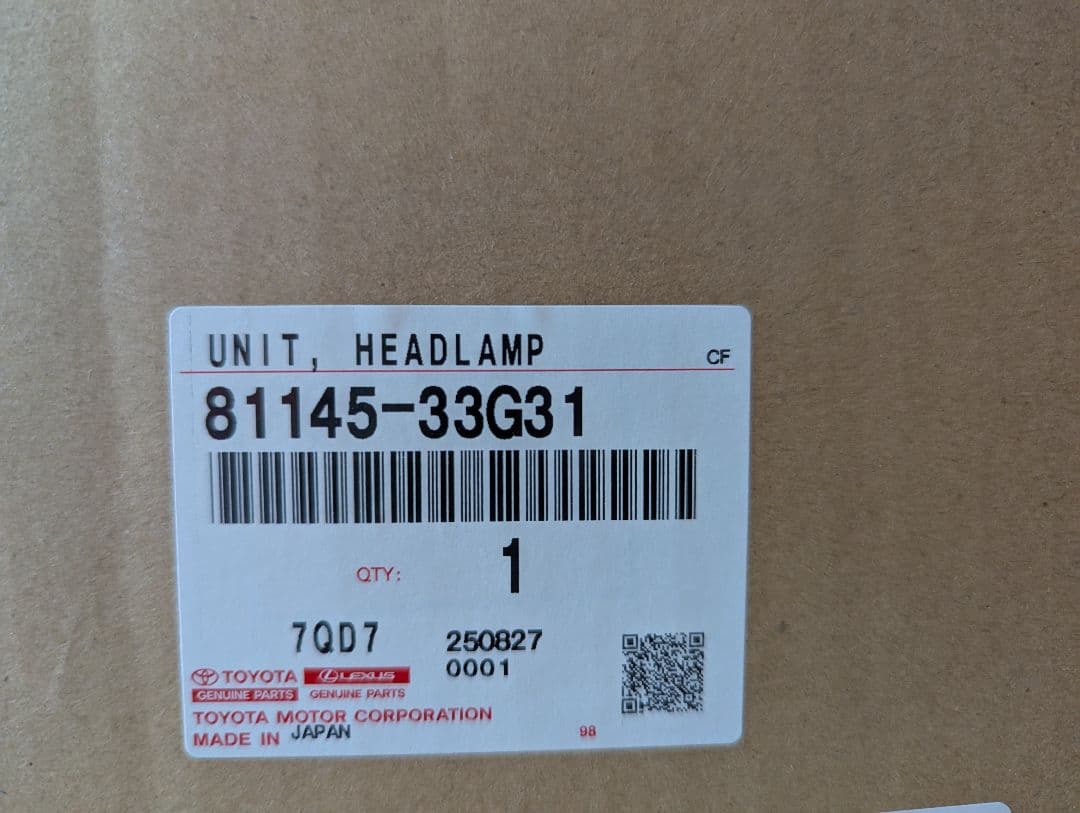 UNIT, HEADLAMP
CF
81145-33G31
QTY: 1
7QD7 250827
0001
TOYOTA LEXUS
GENUINE PARTS GENUINE PARTS
TOYOTA MOTOR CORPORATION
MADE IN JAPAN
98